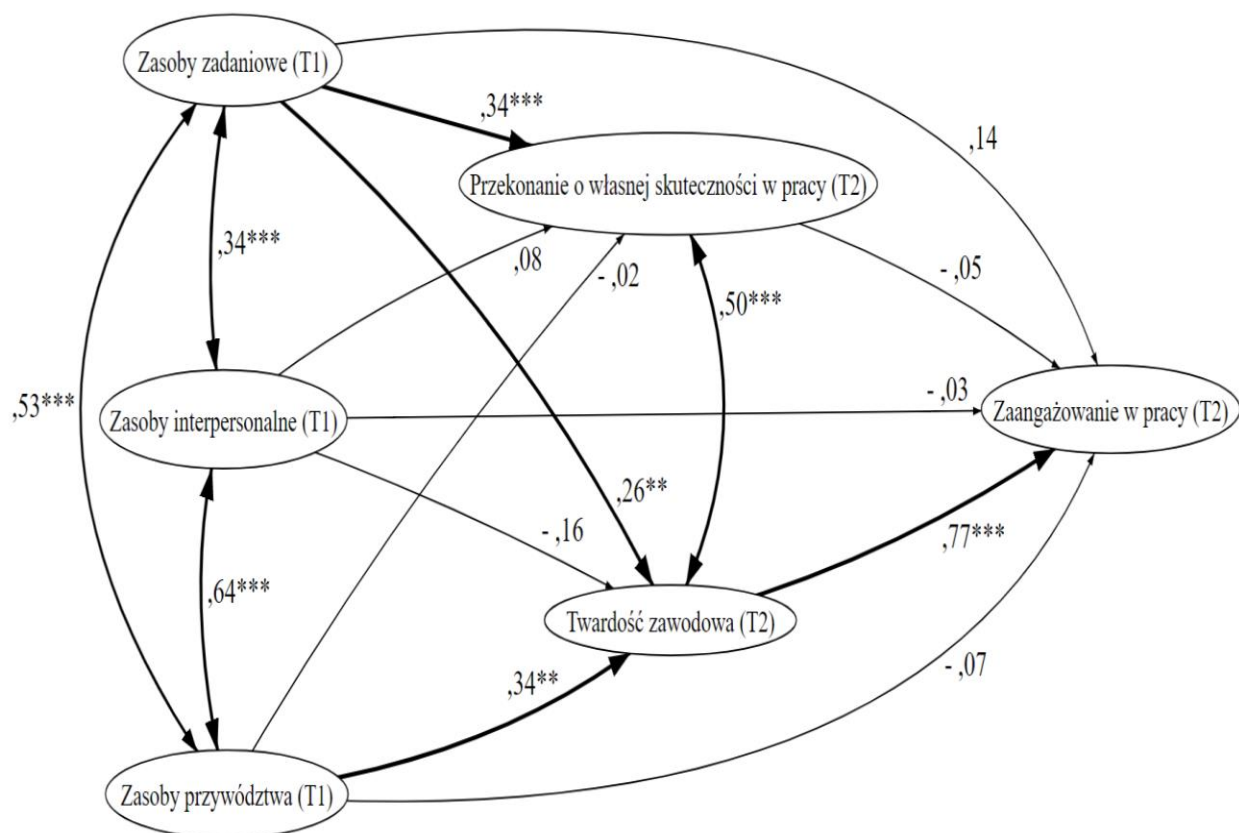 Zasoby zadaniowe (T1)
,34***
,14
Przekonanie o własnej skuteczności w pracy (T2)
,34***
,08
- ,02
- ,05
,50***
,53***
Zasoby interpersonalne (T1)
- ,03
Zaangażowanie w pracy (T2)
,26**
- ,16
,77***
,64***
Twardość zawodowa (T2)
,34**
- ,07
Zasoby przywództwa (T1)